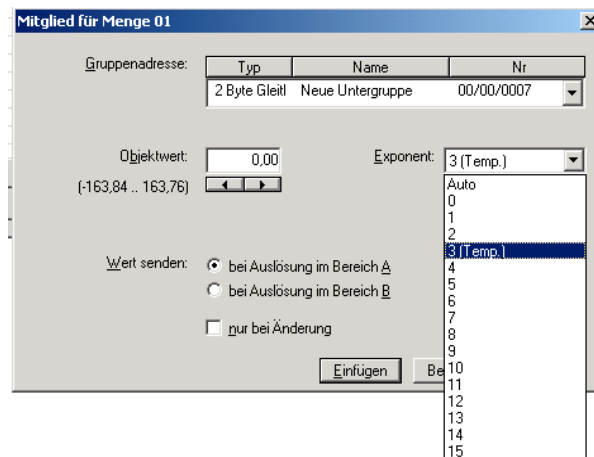 Mitglied für Menge 01
Gruppenadresse:
Typ Name Nr
2 Byte Gleitl Neue Untergruppe 00/00/0007
Objektwert: 0,00 Exponent: 3 (Temp.)
(-163,84 .. 163,76)
Auto
0
1
2
3 (Temp.)
4
5
6
7
8
9
10
11
12
13
14
15
Wert senden: bei Auslösung im Bereich A
bei Auslösung im Bereich B
nur bei Änderung
Einfügen Be